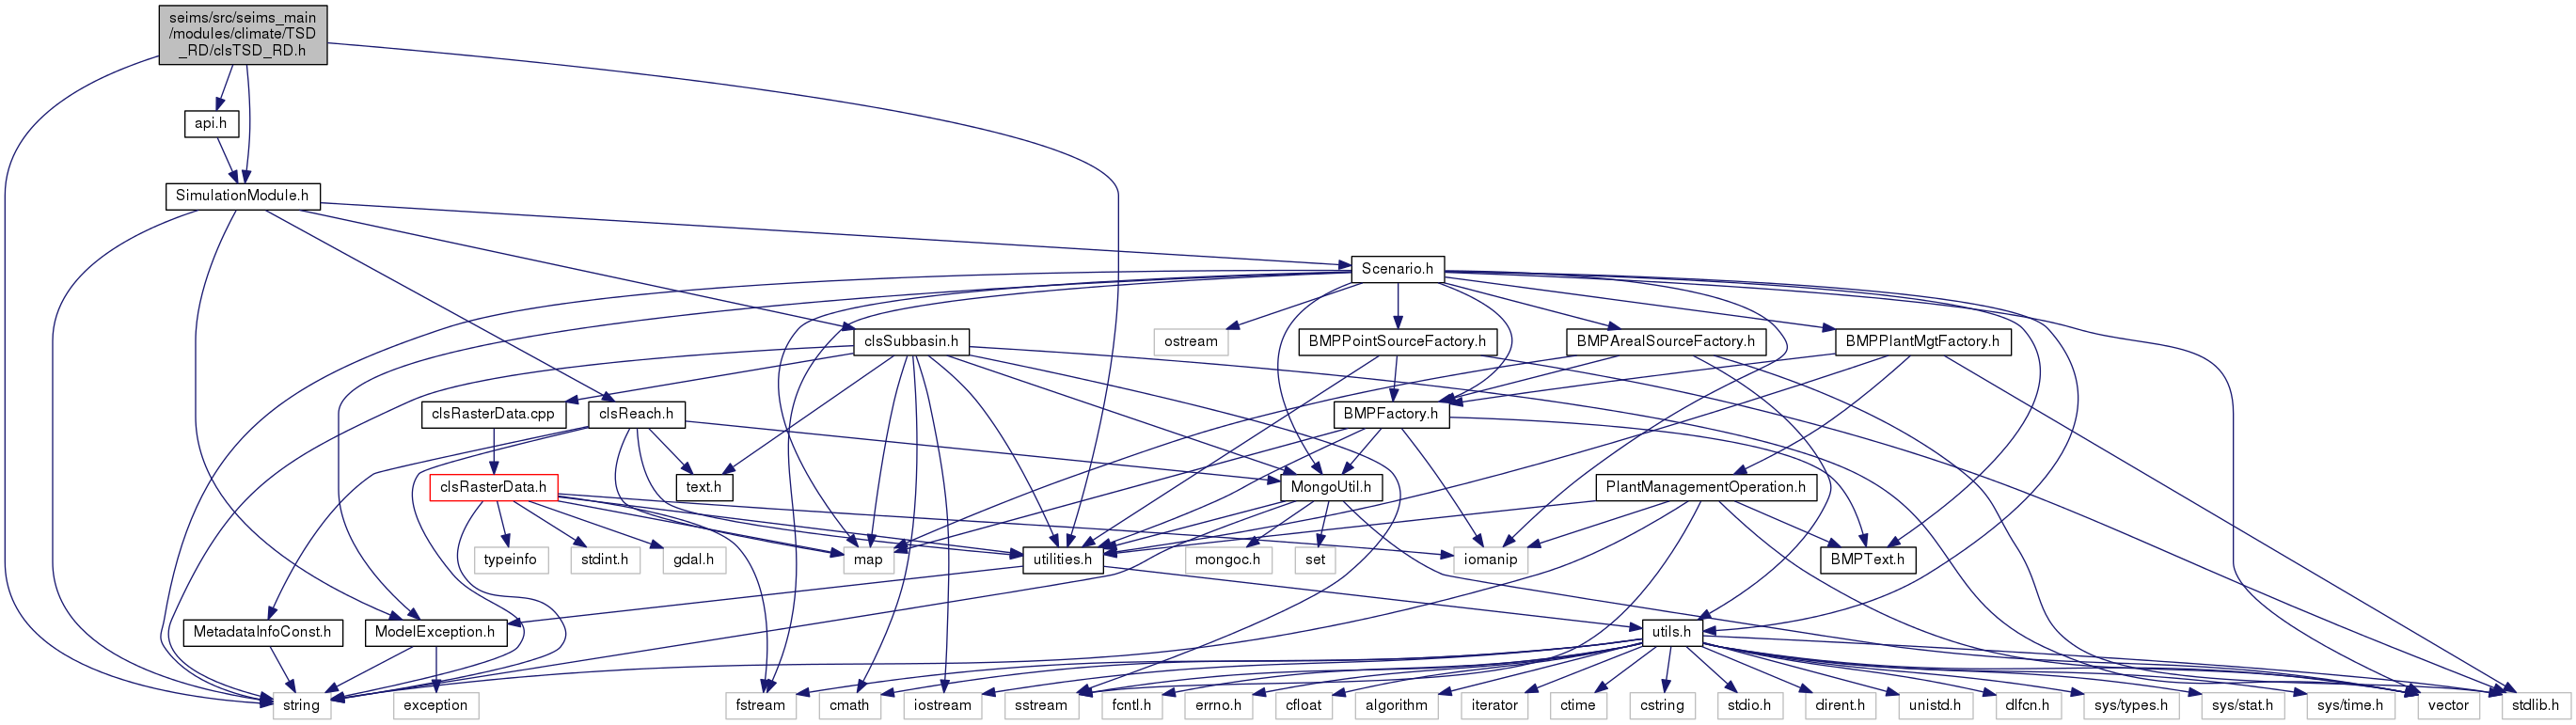 seims/src/seims_main
/modules/climate/TSD
_RD/clsTSD_RD.h
api.h
SimulationModule.h
Scenario.h
ostream
clsSubbasin.h
BMPPointSourceFactory.h
BMPArealSourceFactory.h
BMPPlantMgtFactory.h
clsRasterData.cpp
clsReach.h
BMPFactory.h
clsRasterData.h
text.h
MongoUtil.h
PlantManagementOperation.h
typeinfo
stdint.h
gdal.h
map
utilities.h
mongoc.h
set
iomanip
BMPText.h
MetadataInfoConst.h
ModelException.h
utils.h
string
exception
fstream
cmath
iostream
sstream
fcntl.h
errno.h
cfloat
algorithm
iterator
ctime
cstring
stdio.h
dirent.h
unistd.h
dlfcn.h
sys/types.h
sys/stat.h
sys/time.h
vector
stdlib.h